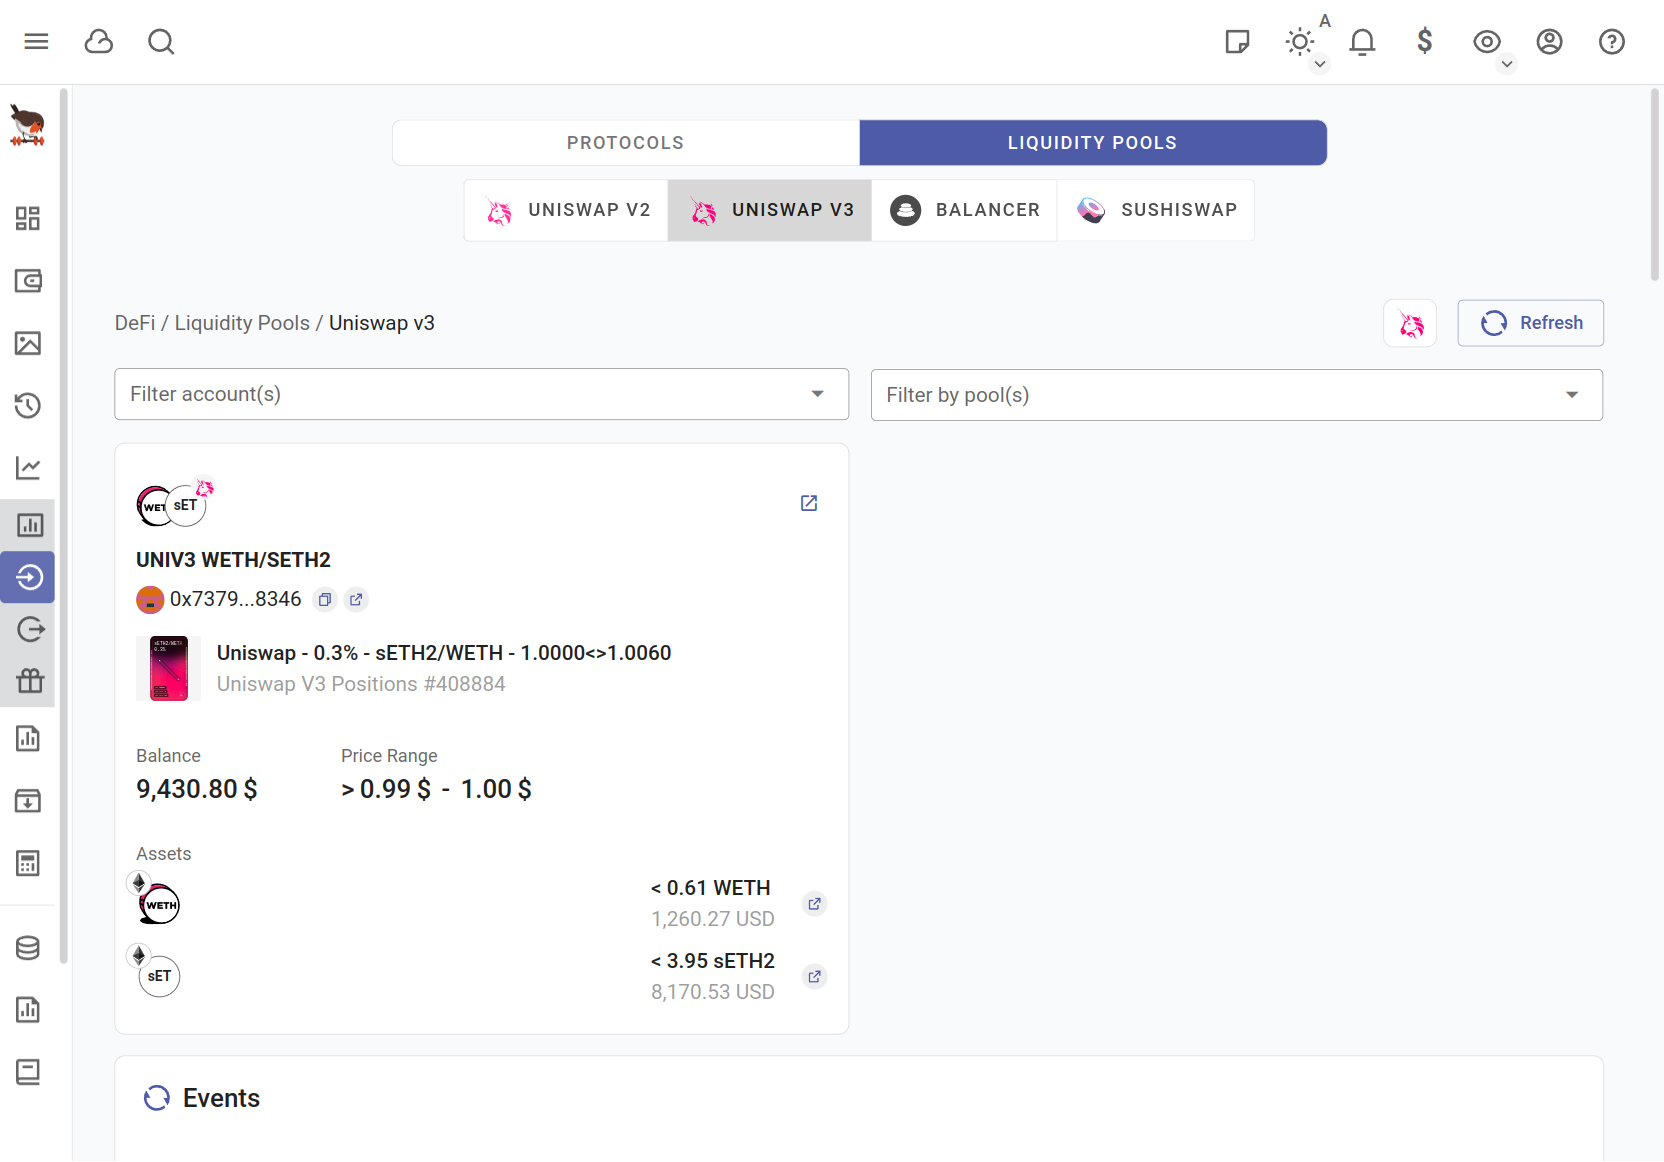 A
$
PROTOCOLS
LIQUIDITY POOLS
UNISWAP V2
UNISWAP V3
BALANCER
SUSHISWAP
DeFi / Liquidity Pools / Uniswap v3
Refresh
Filter account(s)
Filter by pool(s)
WET
sET
UNIV3 WETH/SETH2
0x7379...8346
sETH2/WETH
0.3%
Uniswap - 0.3% - sETH2/WETH - 1.0000<>1.0060
Uniswap V3 Positions #408884
Balance
Price Range
9,430.80 $
> 0.99 $ - 1.00 $
Assets
WETH
< 0.61 WETH
1,260.27 USD
sET
< 3.95 sETH2
8,170.53 USD
Events